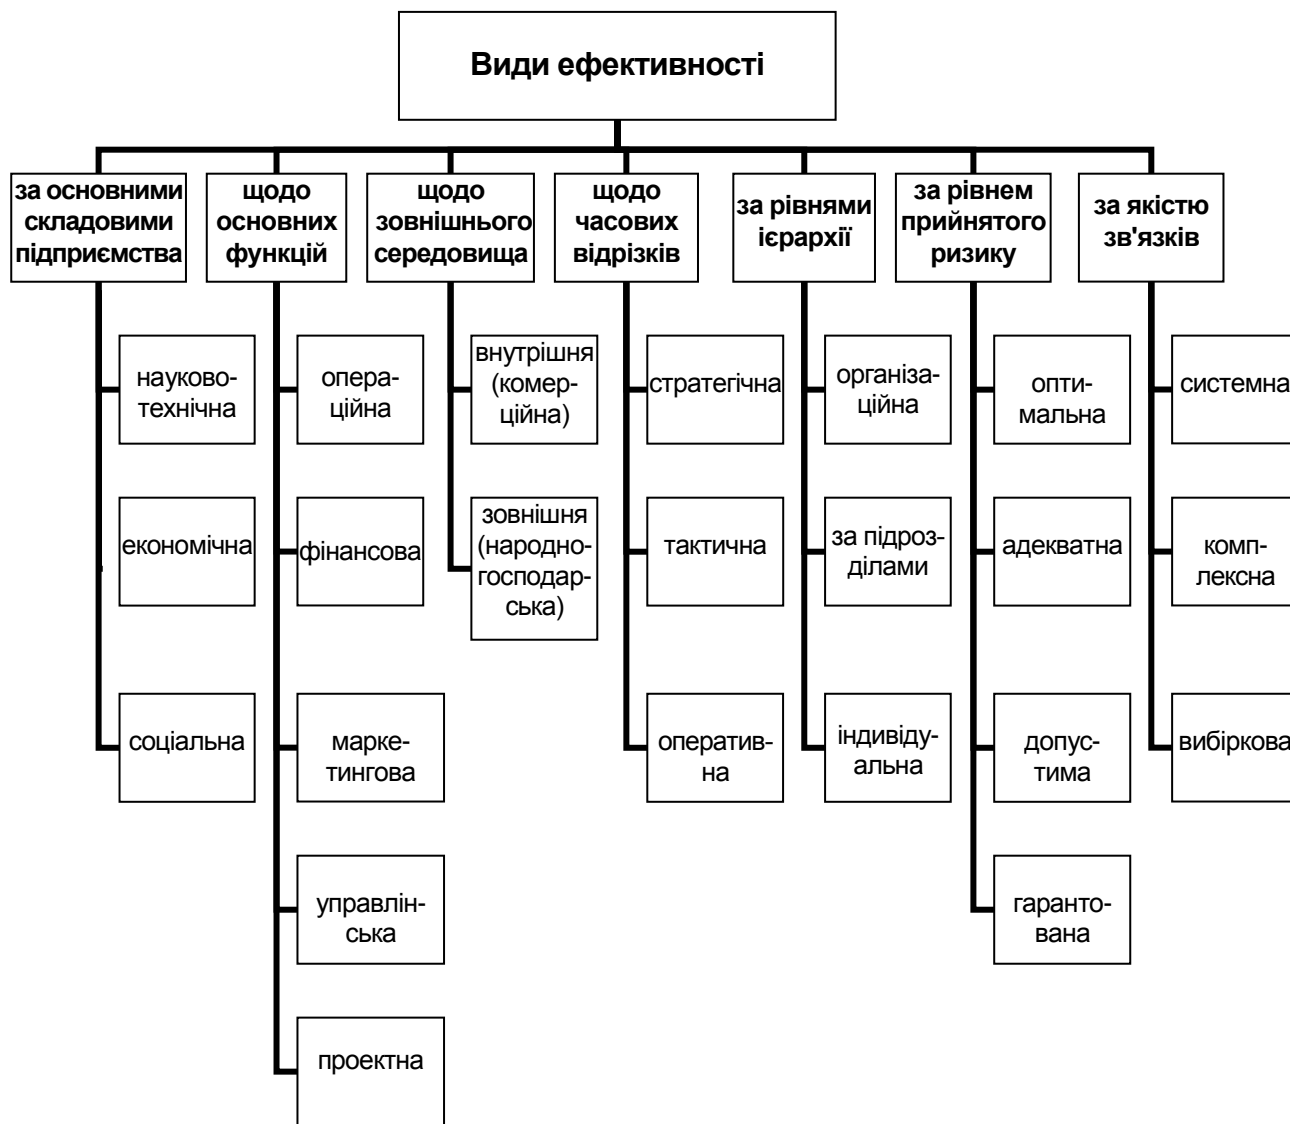 Види ефективності
за основними
складовими
підприємства
щодо
основних
функцій
щодо
зовнішнього
середовища
щодо
часових
відрізків
за рівнями
ієрархії
за рівнем
прийнятого
ризику
за якістю
зв'язків
науково-
технічна
економічна
соціальна
опера-
ційна
фінансова
марке-
тингова
управлін-
ська
проектна
внутрішня
(комер-
ційна)
зовнішня
(народно-
господар-
ська)
стратегічна
тактична
оператив-
на
організа-
ційна
за підроз-
ділами
індивіду-
альна
опти-
мальна
адекватна
допус-
тима
гаранто-
вана
системна
комп-
лексна
вибіркова